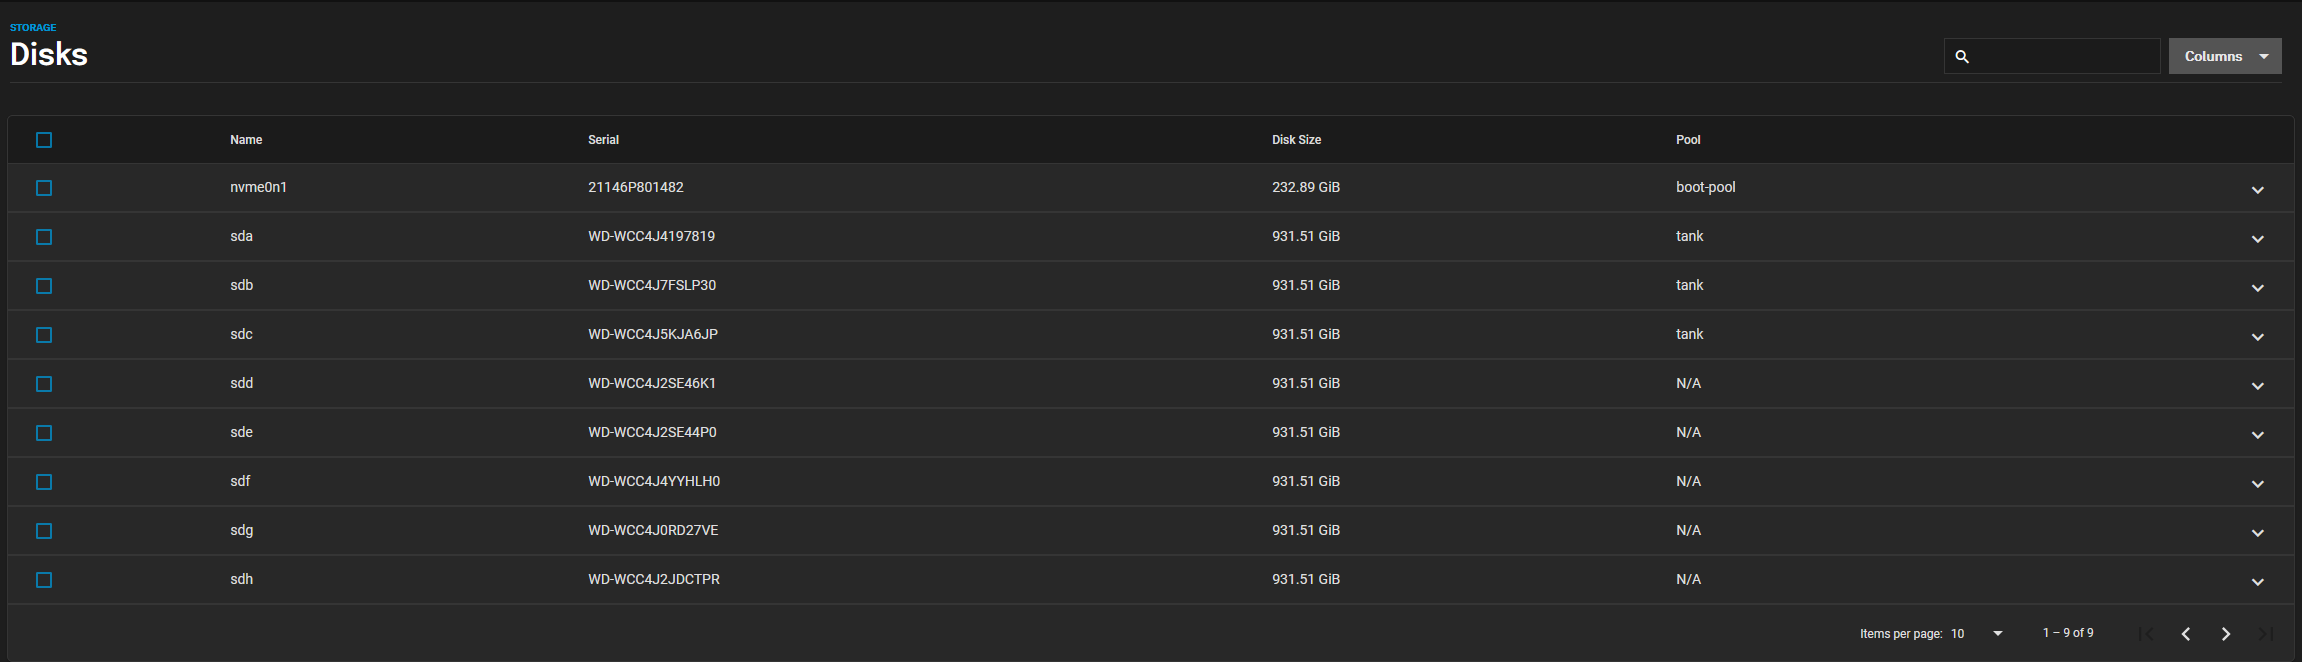 STORAGE
Disks
Columns
Name Serial Disk Size Pool
nvme0n1 21146P801482 232.89 GiB boot-pool
sda WD-WCC4J4197819 931.51 GiB tank
sdb WD-WCC4J7FSLP30 931.51 GiB tank
sdc WD-WCC4J5KJA6JP 931.51 GiB tank
sdd WD-WCC4J2SE46K1 931.51 GiB N/A
sde WD-WCC4J2SE44P0 931.51 GiB N/A
sdf WD-WCC4J4YYHLH0 931.51 GiB N/A
sdg WD-WCC4J0RD27VE 931.51 GiB N/A
sdh WD-WCC4J2JDCTPR 931.51 GiB N/A
Items per page: 10 1 – 9 of 9